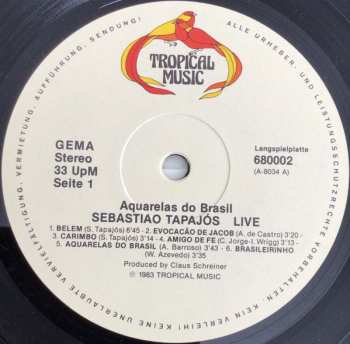 ALLE URHEBER- UND LEISTUNGSSCHUTZRECHTE VORBEHALTEN. KEIN VERLEIH! KEINE UNERLAUBTE VERVIELFÄLTIGUNG, VERMIETUNG, AUFFÜHRUNG, SENDUNG!
TROPICAL
MUSIC
GEMA
Stereo
33 UpM
Seite 1
Langspielplatte
680002
(A-8034 A)
Aquarelas do Brasil
SEBASTIAO TAPAJÓS LIVE
1. BELEM (S. Tapajós) 6'45 - 2. EVOCAÇÃO DE JACOB (A. de Castro) 3'20 -
3. CARIMBO (S. Tapajós) 3'14 - 4. AMIGO DE FE (C. Jorge-I. Wrigg) 3'51 -
5. AQUARELAS DO BRASIL (A. Barroso) 3'43 - 6. BRASILEIRINHO
(W. Azevedo) 3'35
Produced by Claus Schreiner
℗ 1983 TROPICAL MUSIC